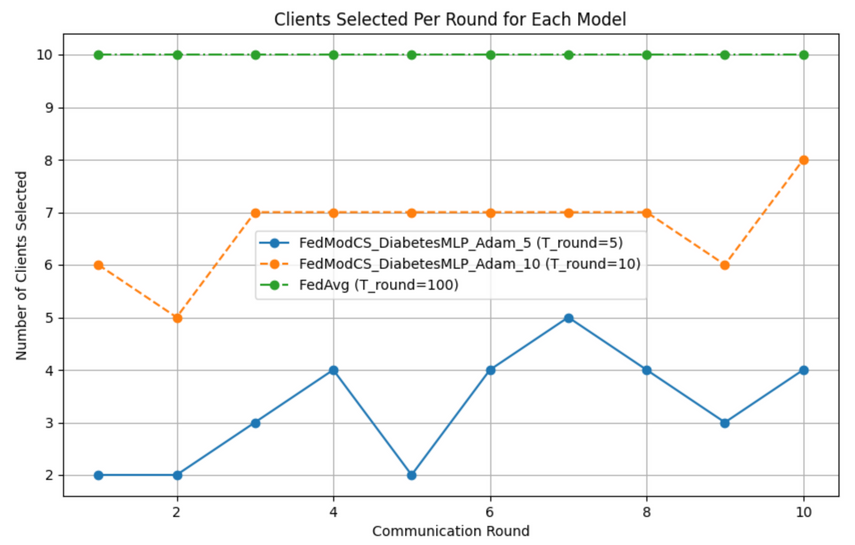 Clients Selected Per Round for Each Model
Number of Clients Selected
10
9
8
7
6
5
4
3
2
FedModCS_DiabetesMLP_Adam_5 (T_round=5)
FedModCS_DiabetesMLP_Adam_10 (T_round=10)
FedAvg (T_round=100)
2 4 6 8 10
Communication Round